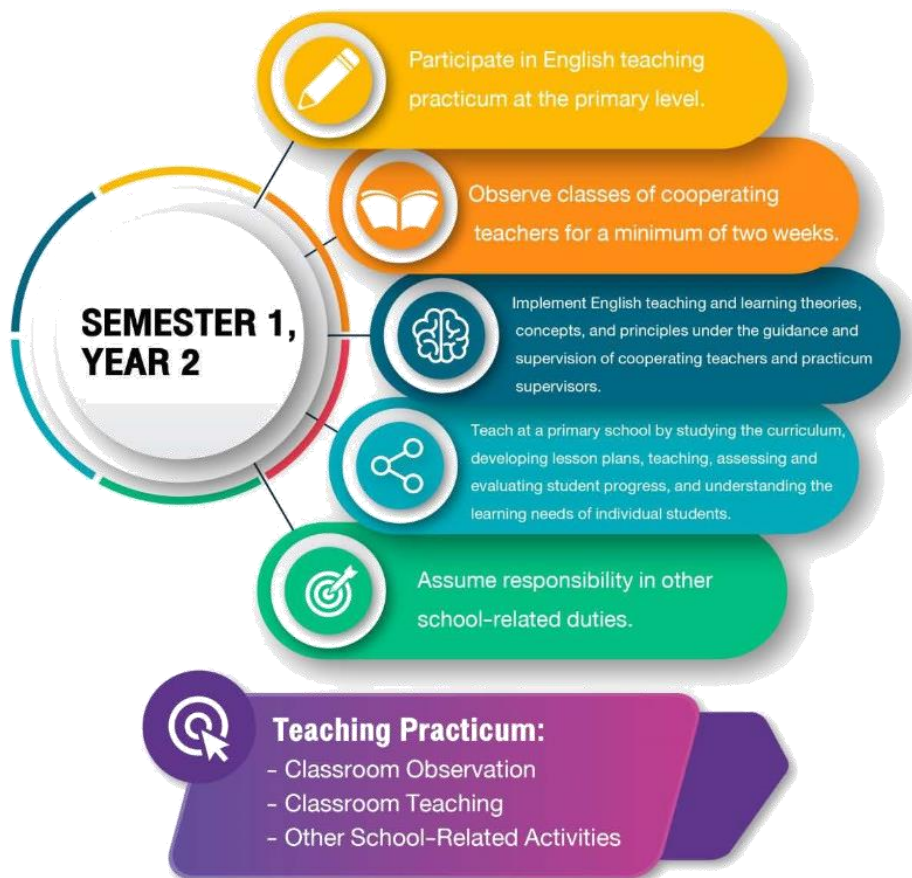 Participate in English teaching
practicum at the primary level.
Observe classes of cooperating
teachers for a minimum of two weeks.
SEMESTER 1,
YEAR 2
Implement English teaching and learning theories,
concepts, and principles under the guidance and
supervision of cooperating teachers and practicum
supervisors.
Teach at a primary school by studying the curriculum,
developing lesson plans, teaching, assessing and
evaluating student progress, and understanding the
learning needs of individual students.
Assume responsibility in other
school-related duties.
Teaching Practicum:
- Classroom Observation
- Classroom Teaching
- Other School-Related Activities